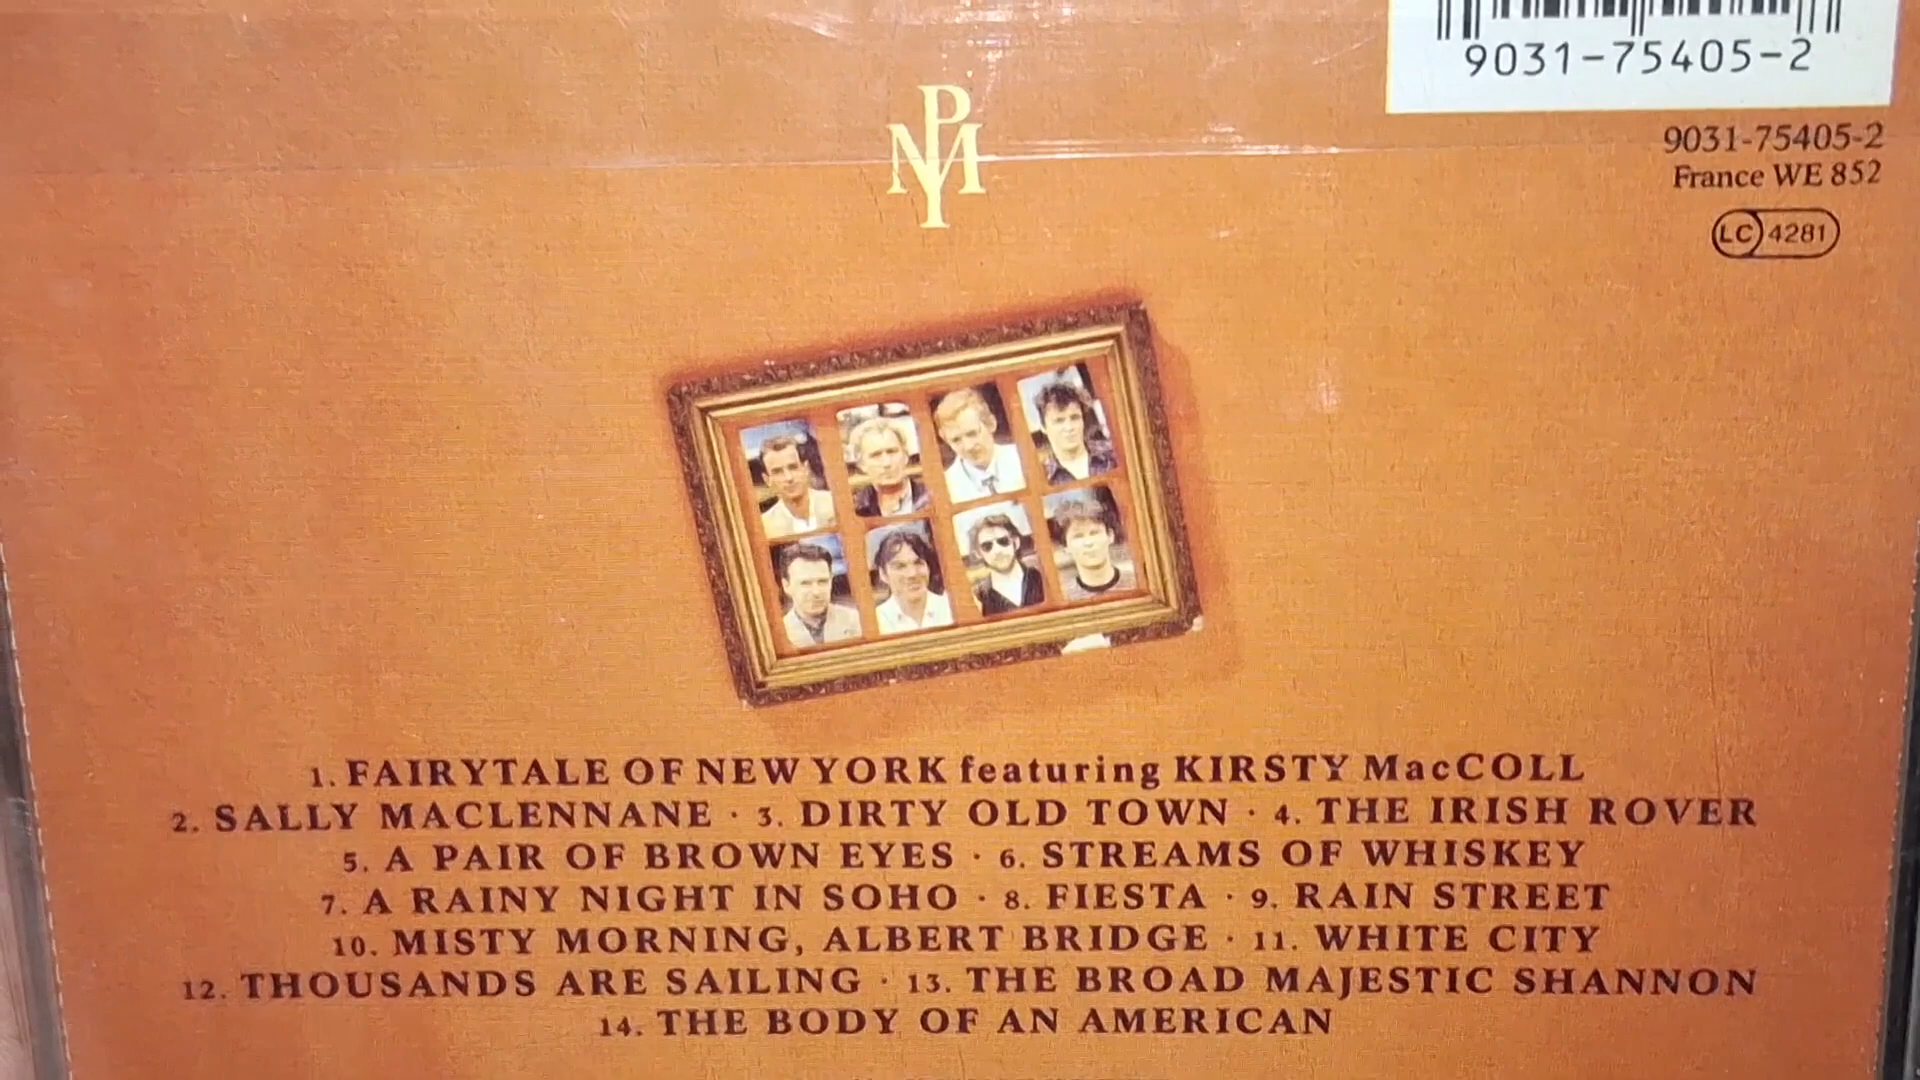 9031-75405-2
PMY
9031-75405-2
France WE 852
LC 4281
1. FAIRYTALE OF NEW YORK featuring KIRSTY MacCOLL
2. SALLY MACLENNANE · 3. DIRTY OLD TOWN · 4. THE IRISH ROVER
5. A PAIR OF BROWN EYES · 6. STREAMS OF WHISKEY
7. A RAINY NIGHT IN SOHO · 8. FIESTA · 9. RAIN STREET
10. MISTY MORNING, ALBERT BRIDGE · 11. WHITE CITY
12. THOUSANDS ARE SAILING · 13. THE BROAD MAJESTIC SHANNON
14. THE BODY OF AN AMERICAN